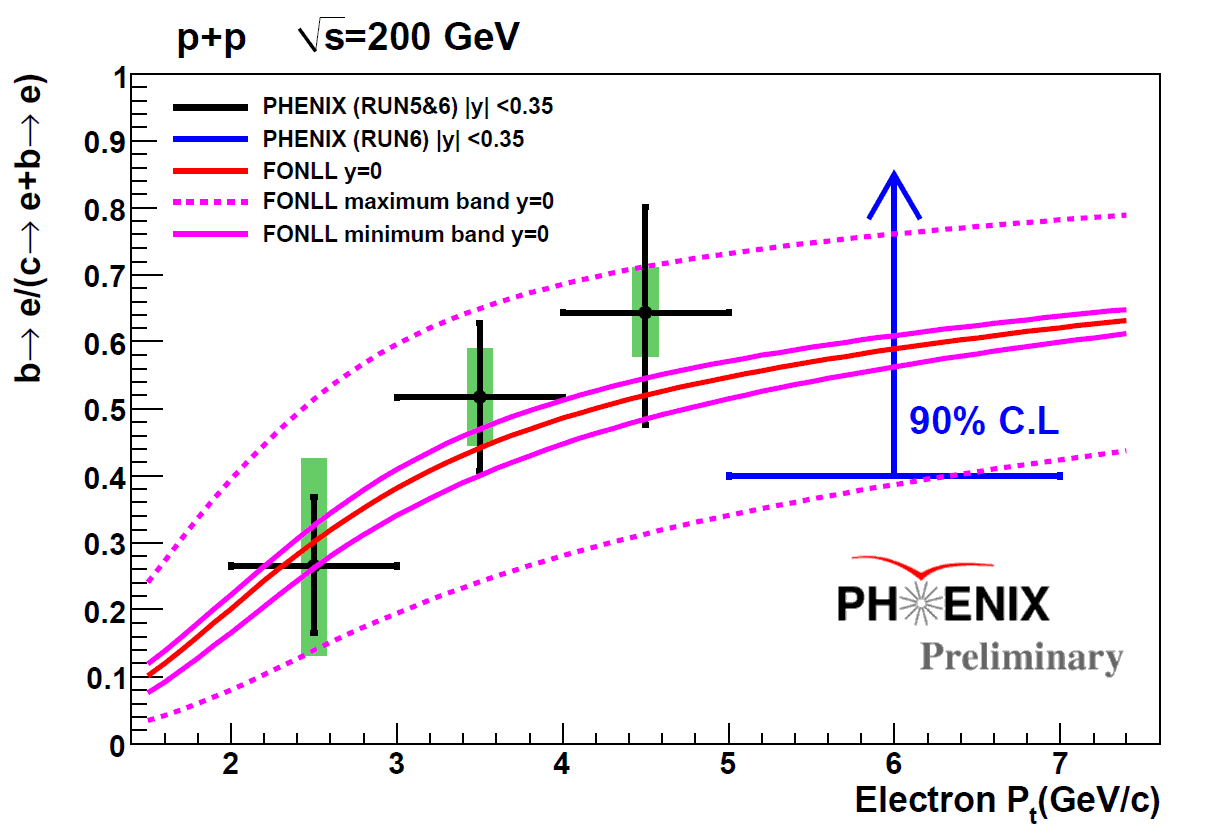 p+p √s=200 GeV
b→ e/(c→ e+b→ e)
1
0.9
0.8
0.7
0.6
0.5
0.4
0.3
0.2
0.1
0
PHENIX (RUN5&6) |y| <0.35
PHENIX (RUN6) |y| <0.35
FONLL y=0
FONLL maximum band y=0
FONLL minimum band y=0
90% C.L
PHENIX
Preliminary
2 3 4 5 6 7
Electron Pt(GeV/c)